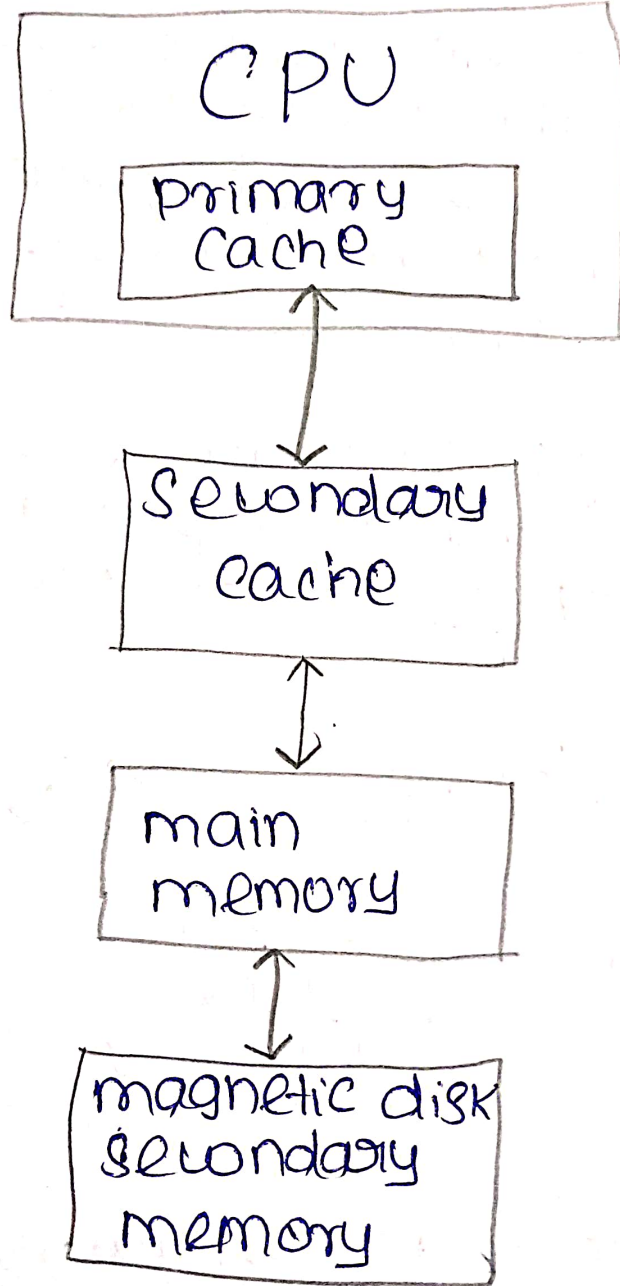 CPU
primary
cache
Secondary
cache
main
memory
magnetic disk
secondary
memory